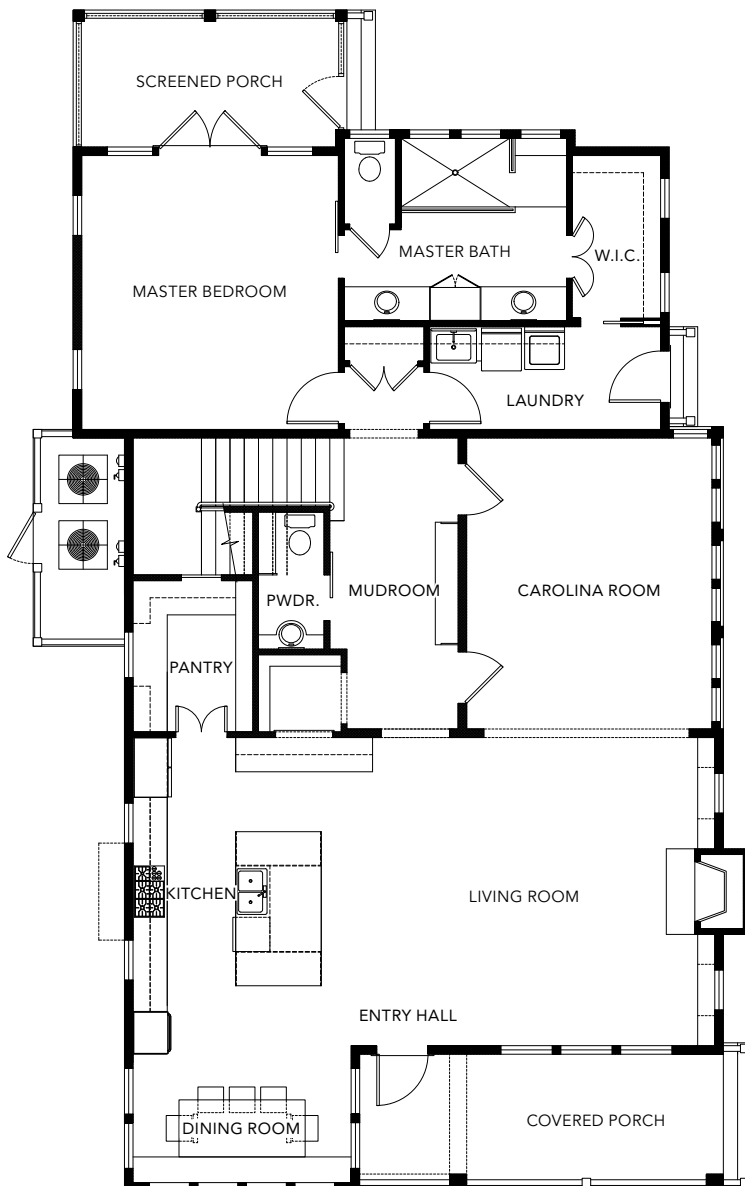 SCREENED PORCH
MASTER BATH
W.I.C.
MASTER BEDROOM
LAUNDRY
MUDROOM
CAROLINA ROOM
PWDR.
PANTRY
KITCHEN
LIVING ROOM
ENTRY HALL
COVERED PORCH
DINING ROOM